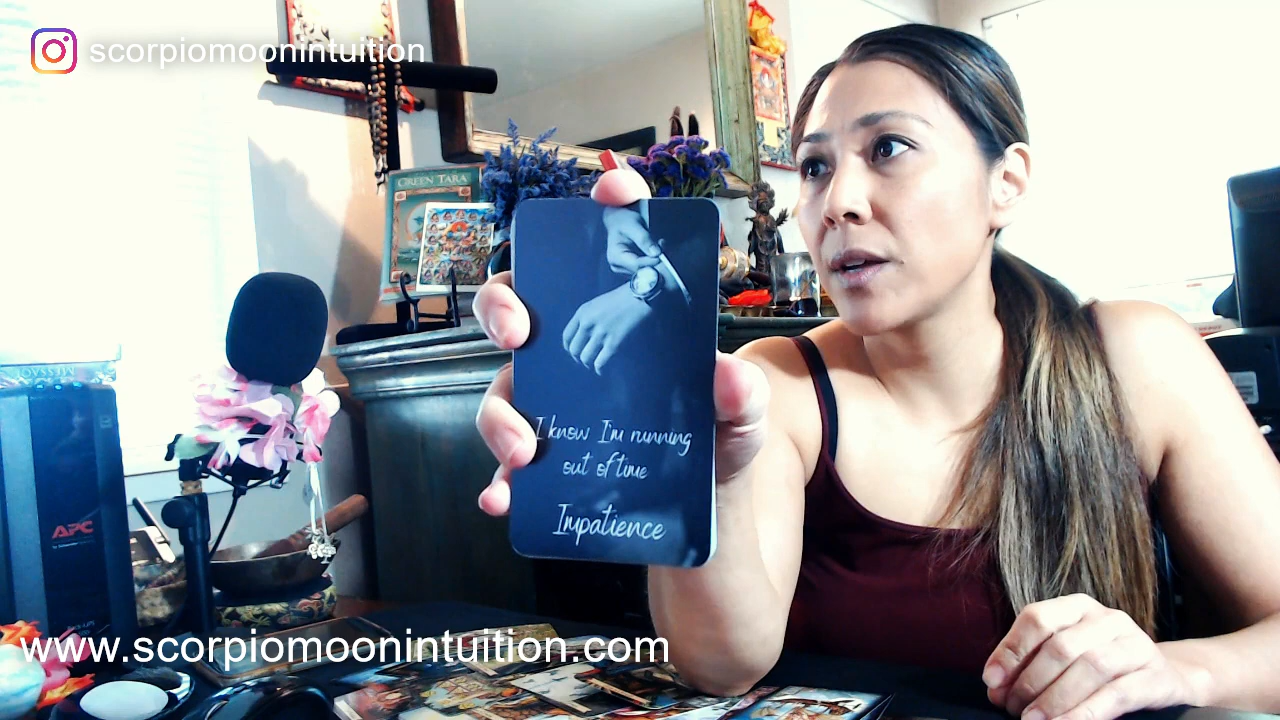 scorpiomoonintuition
GREEN TARA
I know I'm running
out of time
Impatience
APC
www.scorpiomoonintuition.com